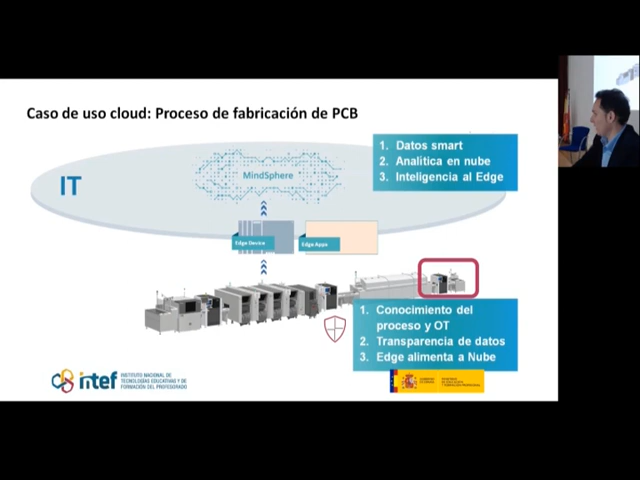 Caso de uso cloud: Proceso de fabricación de PCB
1. Datos smart
2. Analítica en nube
3. Inteligencia al Edge
IT
MindSphere
Edge Device
Edge Apps
1. Conocimiento del
proceso y OT
2. Transparencia de datos
3. Edge alimenta a Nube
intef
INSTITUTO NACIONAL DE
TECNOLOGÍAS EDUCATIVAS Y DE
FORMACIÓN DEL PROFESORADO